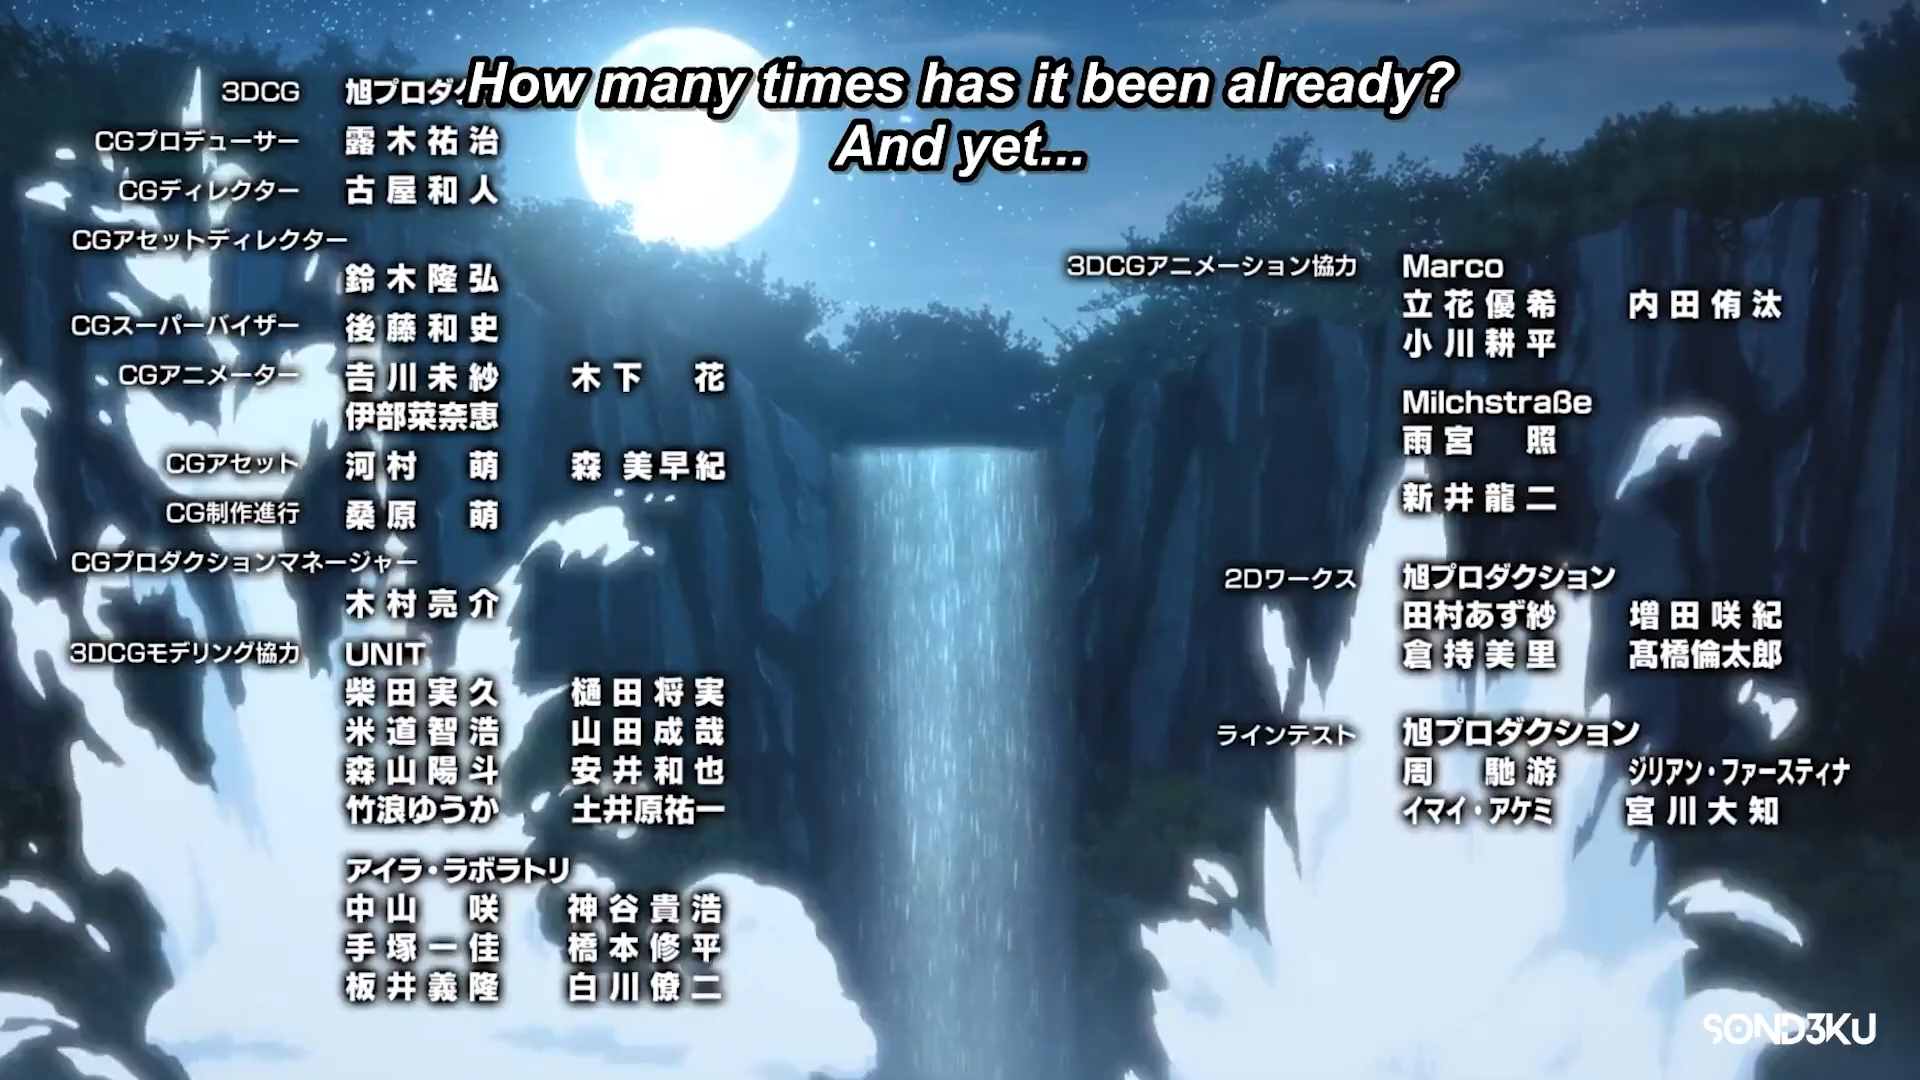 How many times has it been already?
And yet...
3DCG 旭プロダク
CGプロデューサー 露木祐治
CGディレクター 古屋和人
CGアセットディレクター
鈴木隆弘
CGスーパーバイザー 後藤和史
CGアニメーター 𠮷川未紗 木下 花
伊部菜奈恵
CGアセット 河村 萌 森 美早紀
CG制作進行 桑原 萌
CGプロダクションマネージャー
木村亮介
3DCGモデリング協力 UNIT
柴田実久 樋田将実
米道智浩 山田成哉
森山陽斗 安井和也
竹浪ゆうか 土井原祐一
アイラ・ラボラトリ
中山 咲 神谷貴浩
手塚一佳 橋本修平
板井義隆 白川僚二
3DCGアニメーション協力 Marco
立花優希 内田侑汰
小川耕平
Milchstraße
雨宮 照
新井龍二
2Dワークス 旭プロダクション
田村あず紗 増田咲紀
倉持美里 髙橋倫太郎
ラインテスト 旭プロダクション
周 馳游 ジリアン・ファースティナ
イマイ・アケミ 宮川大知
SOND3KU